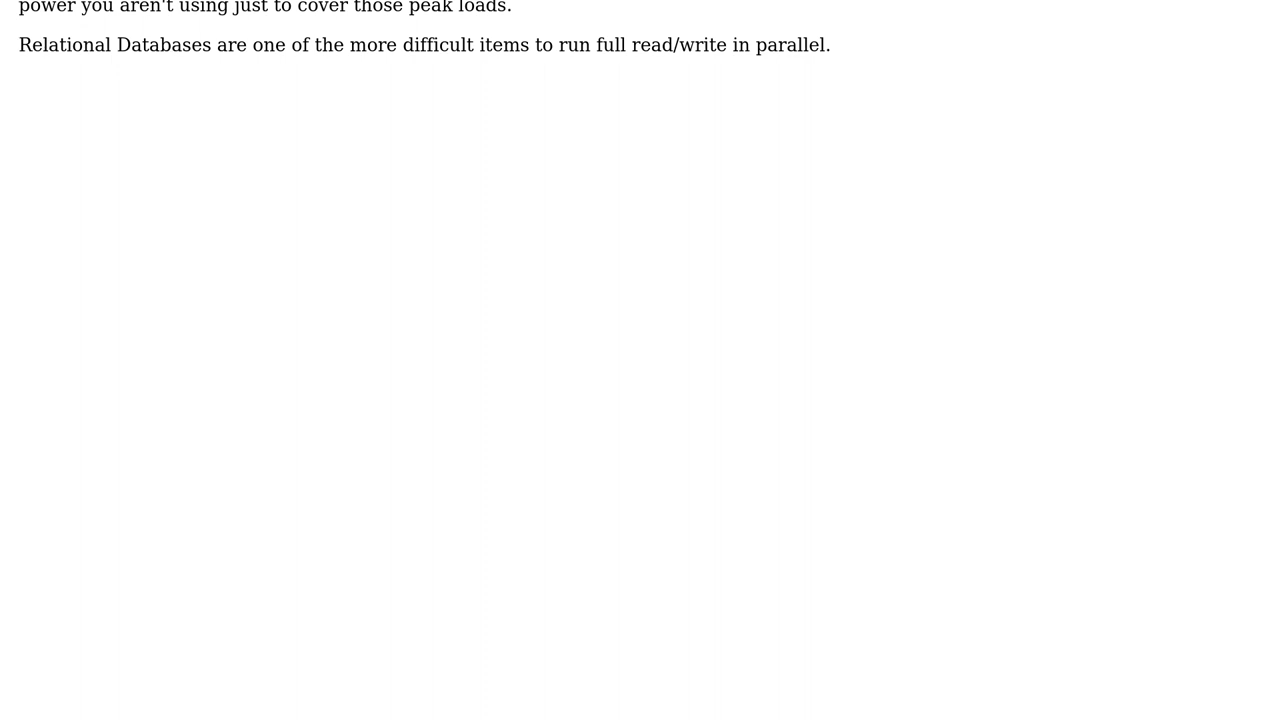 power you aren't using just to cover those peak loads.
Relational Databases are one of the more difficult items to run full read/write in parallel.